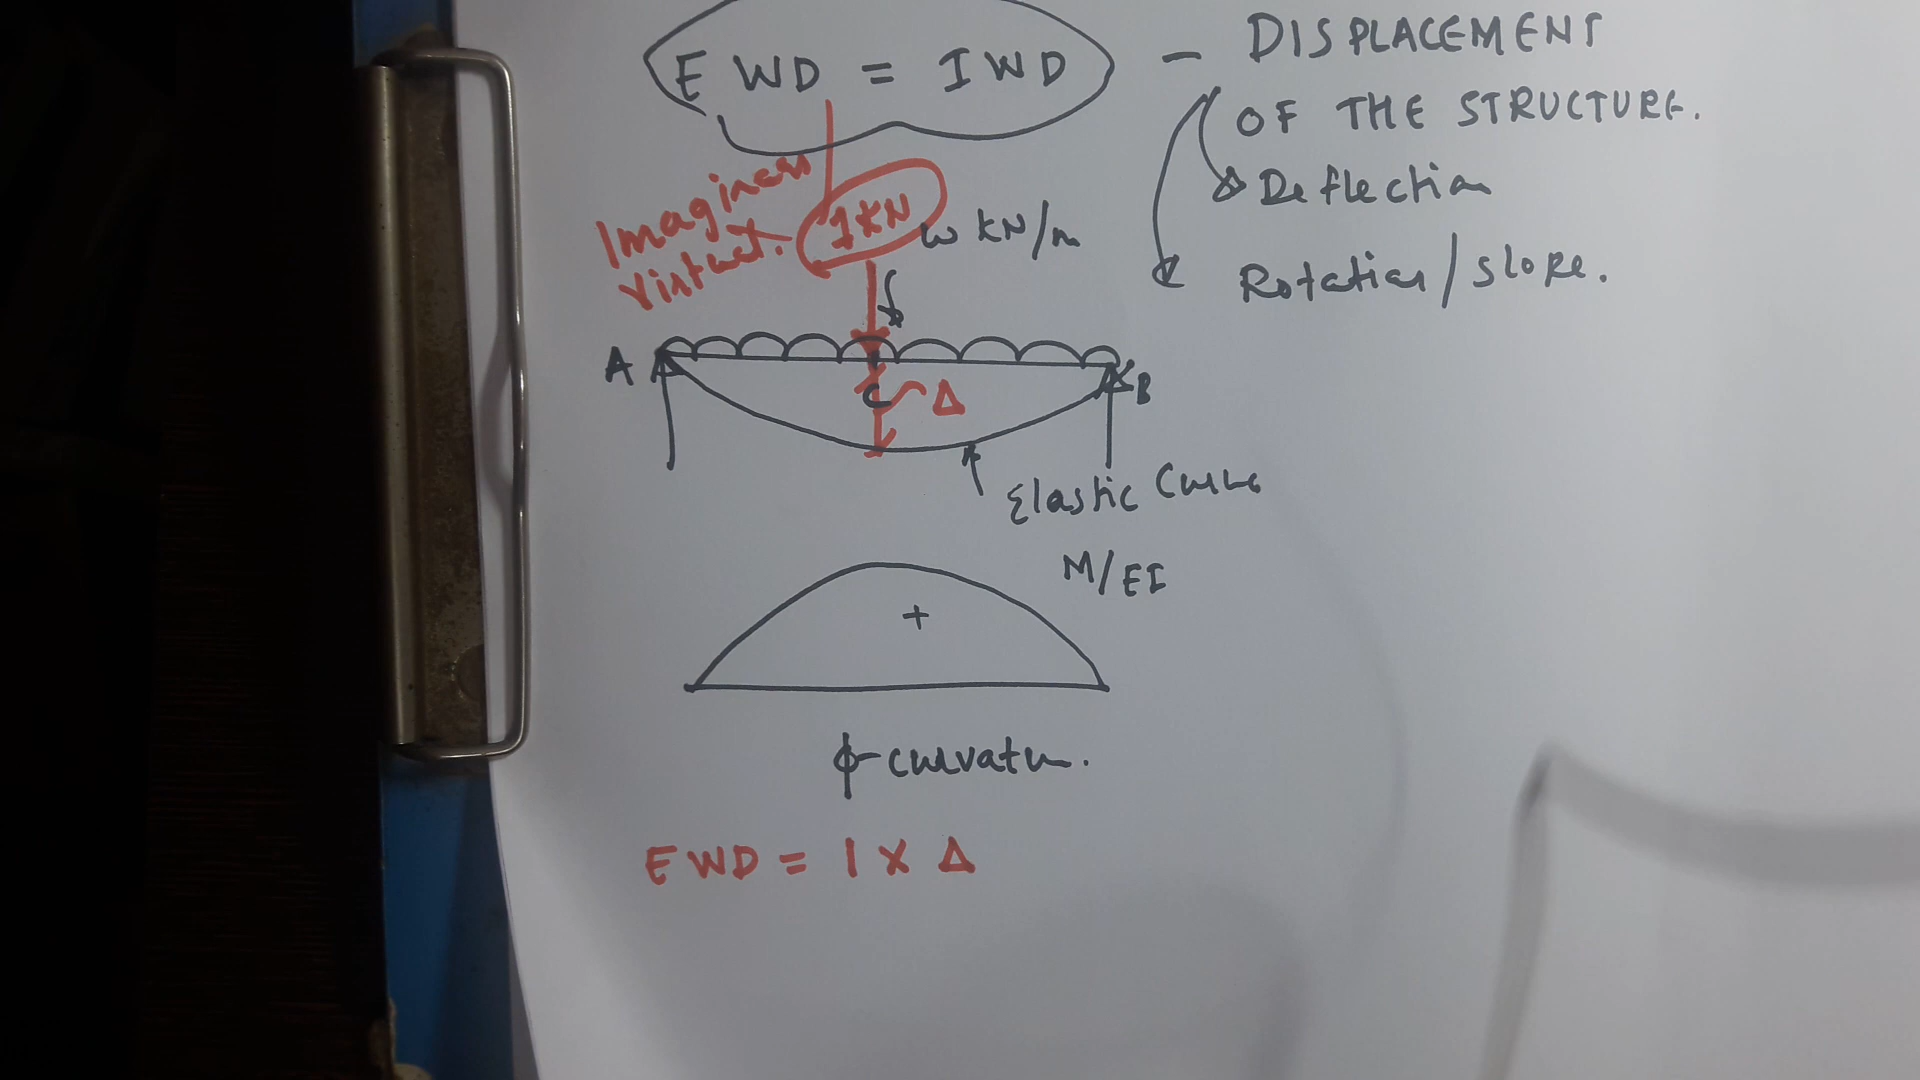 EWD = IWD - DISPLACEMENT
OF THE STRUCTURE.
Deflection
Rotation/slope.
Imaginary
Virtual.
1KN
w kN/m
A
C
Δ
B
Elastic Curve
M/EI
+
ϕ-curvature.
EWD = 1 X Δ